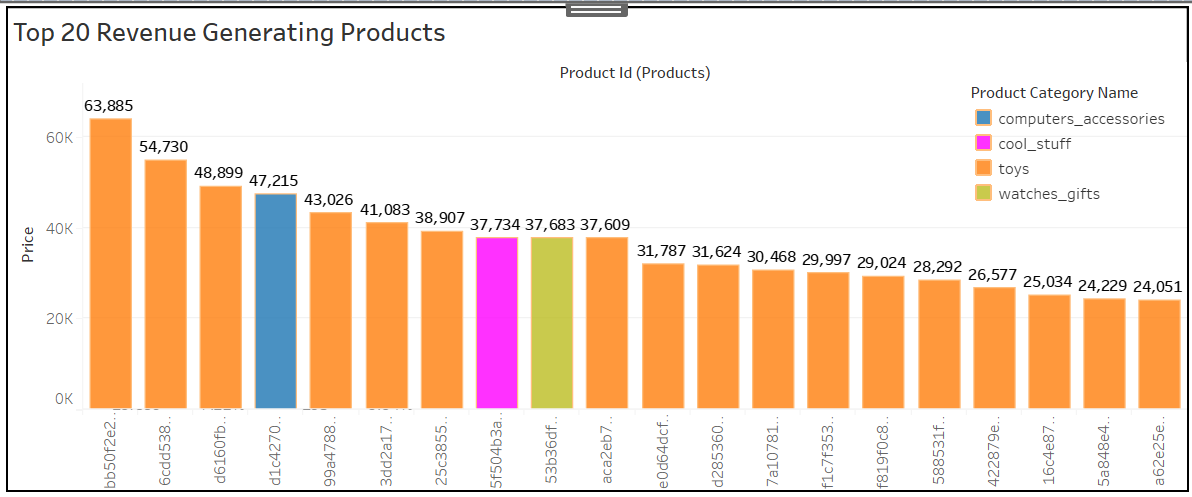 Top 20 Revenue Generating Products
Product Id (Products)
Product Category Name
computers_accessories
cool_stuff
toys
watches_gifts
Price
60K
40K
20K
0K
63,885
54,730
48,899
47,215
43,026
41,083
38,907
37,734
37,683
37,609
31,787
31,624
30,468
29,997
29,024
28,292
26,577
25,034
24,229
24,051
bb50f2e2..
6cdd538..
d6160fb..
d1c4270..
99a4788..
3dd2a17..
25c3855..
5f504b3a..
53b36df..
aca2eb7..
e0d64dcf..
d285360..
7a10781..
f1c7f353..
f819f0c8..
588531f..
422879e..
16c4e87..
5a848e4..
a62e25e..